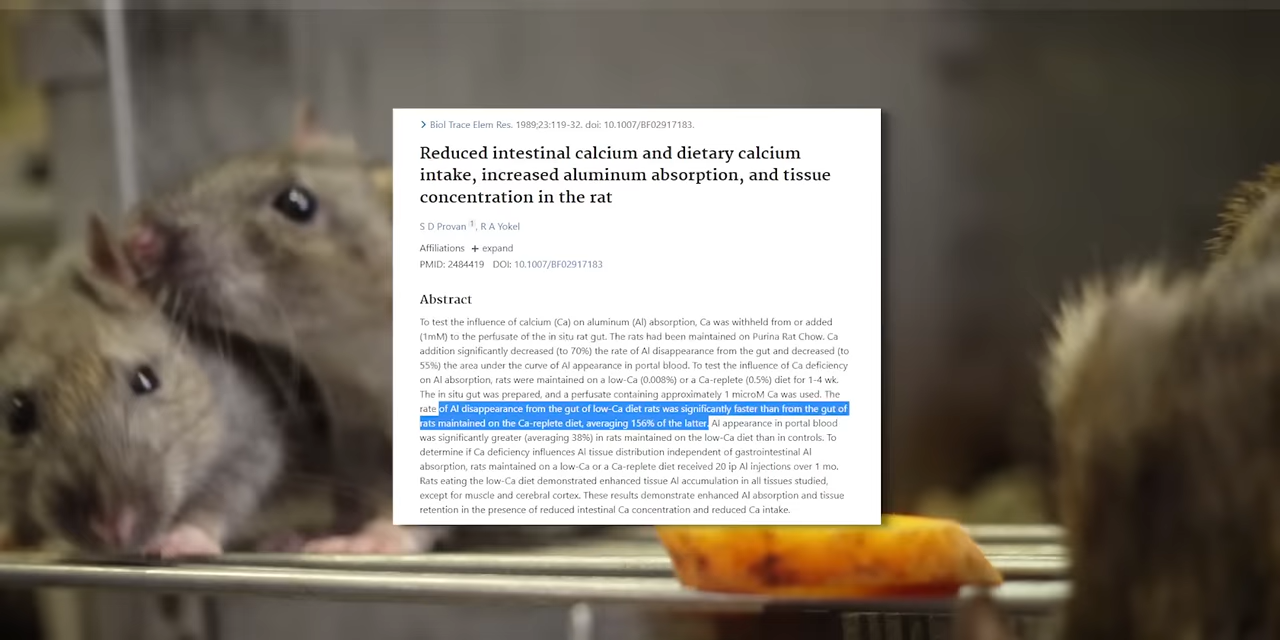 Biol Trace Elem Res. 1989;23:119-32. doi: 10.1007/BF02917183.
Reduced intestinal calcium and dietary calcium
intake, increased aluminum absorption, and tissue
concentration in the rat
S D Provan 1, R A Yokel
Affiliations + expand
PMID: 2484419 DOI: 10.1007/BF02917183
Abstract
To test the influence of calcium (Ca) on aluminum (Al) absorption, Ca was withheld from or added
(1mM) to the perfusate of the in situ rat gut. The rats had been maintained on Purina Rat Chow. Ca
addition significantly decreased (to 70%) the rate of Al disappearance from the gut and decreased (to
55%) the area under the curve of Al appearance in portal blood. To test the influence of Ca deficiency
on Al absorption, rats were maintained on a low-Ca (0.008%) or a Ca-replete (0.5%) diet for 1-4 wk.
The in situ gut was prepared, and a perfusate containing approximately 1 microM Ca was used. The
rate of Al disappearance from the gut of low-Ca diet rats was significantly faster than from the gut of
rats maintained on the Ca-replete diet, averaging 156% of the latter. Al appearance in portal blood
was significantly greater (averaging 38%) in rats maintained on the low-Ca diet than in controls. To
determine if Ca deficiency influences Al tissue distribution independent of gastrointestinal Al
absorption, rats maintained on a low-Ca or a Ca-replete diet received 20 ip Al injections over 1 mo.
Rats eating the low-Ca diet demonstrated enhanced tissue Al accumulation in all tissues studied,
except for muscle and cerebral cortex. These results demonstrate enhanced Al absorption and tissue
retention in the presence of reduced intestinal Ca concentration and reduced Ca intake.